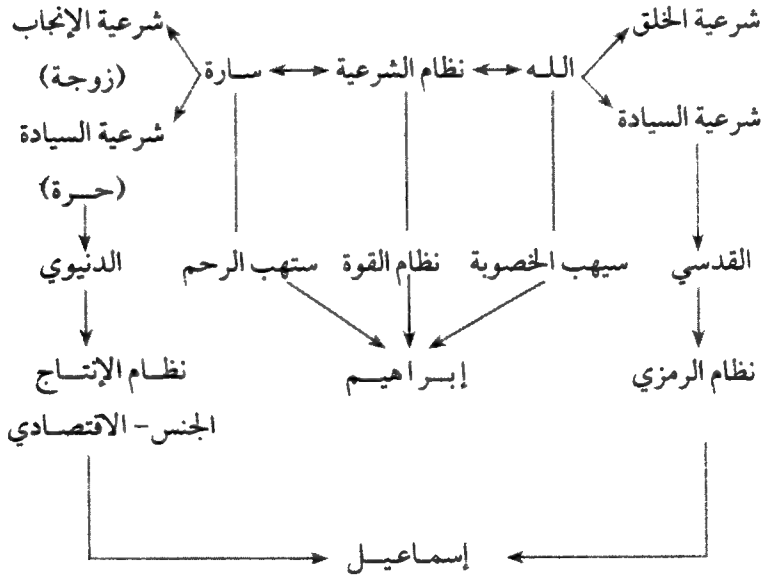 شرعية الخلق
شرعية الإنجاب
الله
نظام الشرعية
سارة
(زوجة)
شرعية السيادة
شرعية السيادة
(حرة)
القدسي
سيهب الخصوبة
نظام القوة
ستهب الرحم
الدنيوي
نظام الرمزي
إبراهيم
نظام الإنتاج
الجنس - الاقتصادي
إسماعيل